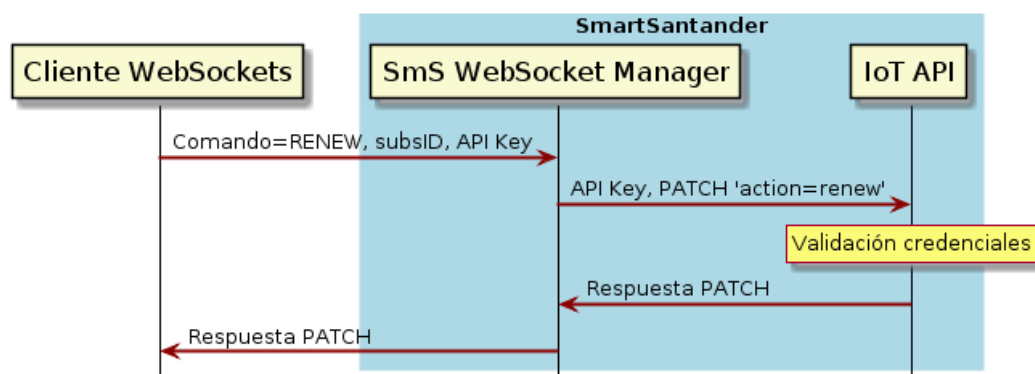 SmartSantander
Cliente WebSockets
SmS WebSocket Manager
IoT API
Comando=RENEW, subsID, API Key
API Key, PATCH 'action=renew'
Validación credenciales
Respuesta PATCH
Respuesta PATCH